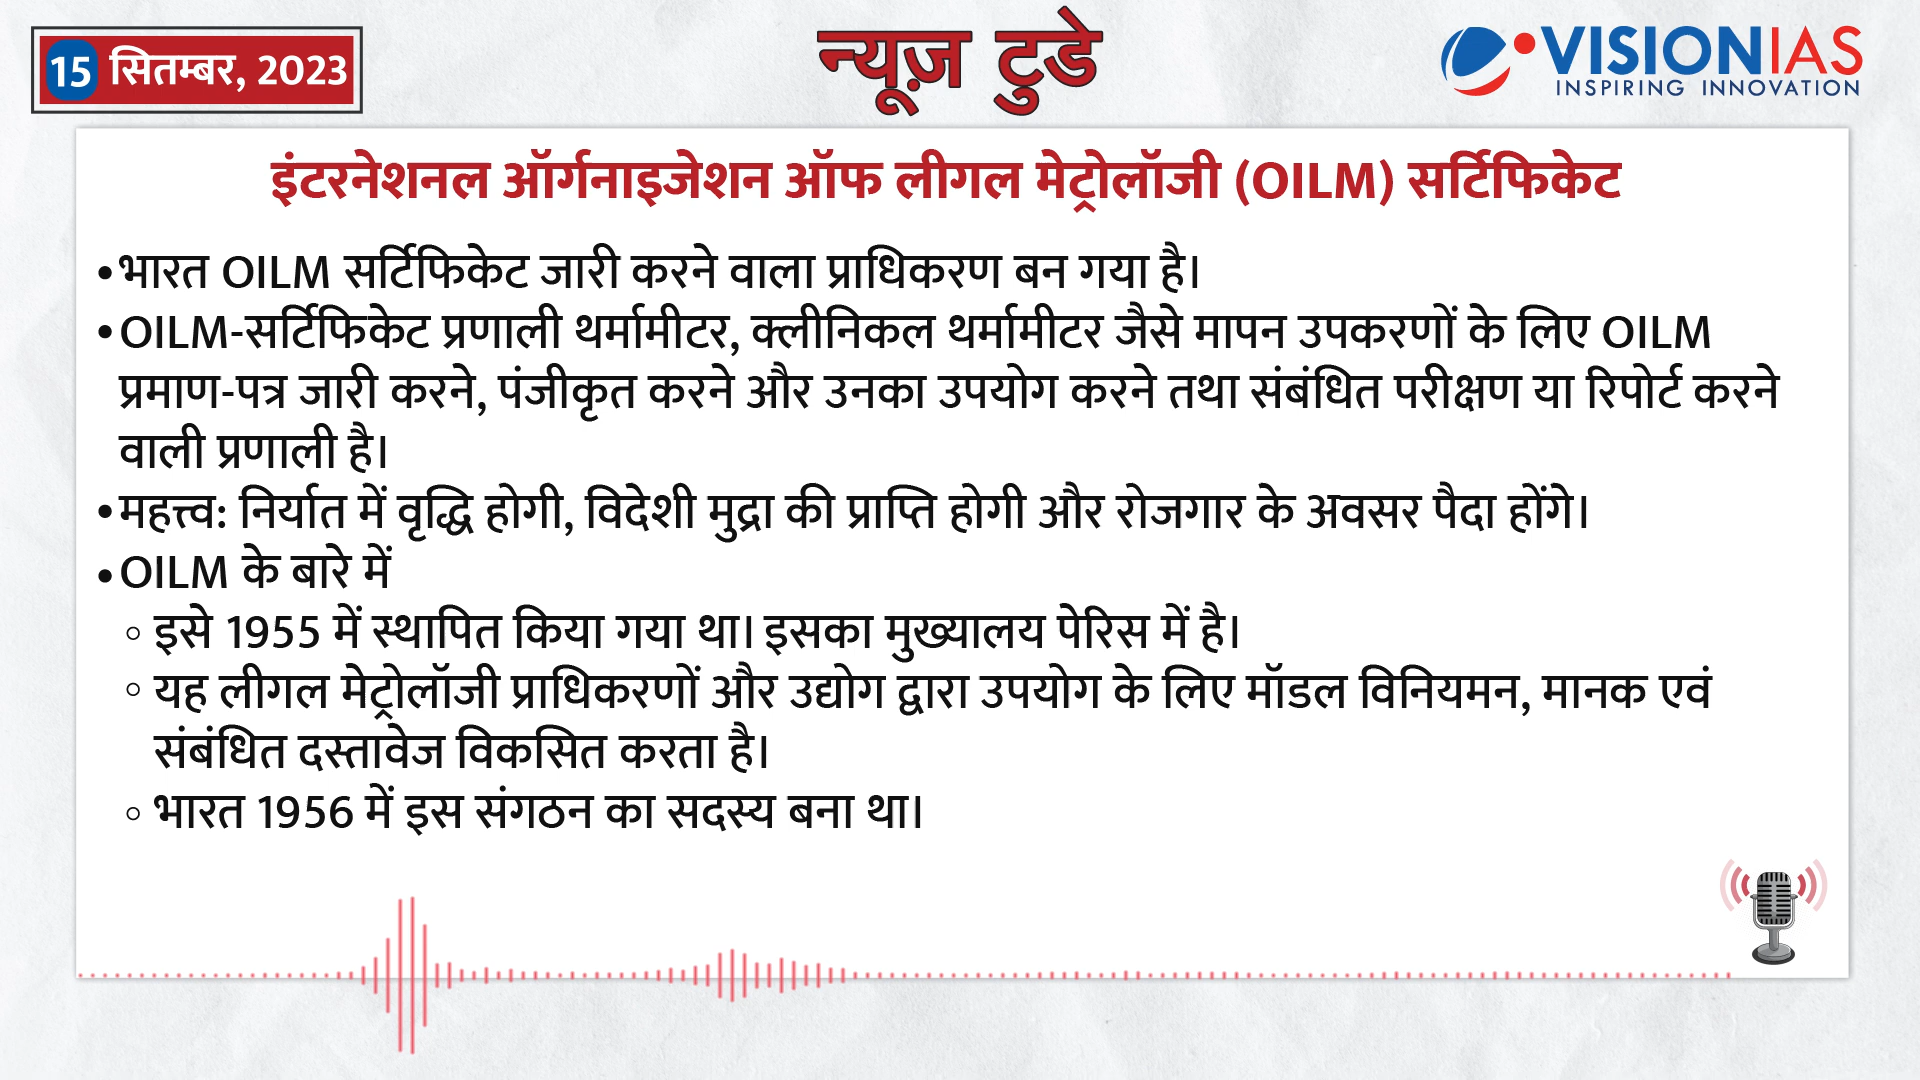 15 सितम्बर, 2023
न्यूज़ टुडे
VISIONIAS
INSPIRING INNOVATION
इंटरनेशनल ऑर्गनाइजेशन ऑफ लीगल मेट्रोलॉजी (OILM) सर्टिफिकेट
•भारत OILM सर्टिफिकेट जारी करने वाला प्राधिकरण बन गया है।
•OILM-सर्टिफिकेट प्रणाली थर्मामीटर, क्लीनिकल थर्मामीटर जैसे मापन उपकरणों के लिए OILM
प्रमाण-पत्र जारी करने, पंजीकृत करने और उनका उपयोग करने तथा संबंधित परीक्षण या रिपोर्ट करने
वाली प्रणाली है।
•महत्त्व: निर्यात में वृद्धि होगी, विदेशी मुद्रा की प्राप्ति होगी और रोजगार के अवसर पैदा होंगे।
•OILM के बारे में
◦ इसे 1955 में स्थापित किया गया था। इसका मुख्यालय पेरिस में है।
◦ यह लीगल मेट्रोलॉजी प्राधिकरणों और उद्योग द्वारा उपयोग के लिए मॉडल विनियमन, मानक एवं
संबंधित दस्तावेज विकसित करता है।
◦ भारत 1956 में इस संगठन का सदस्य बना था।